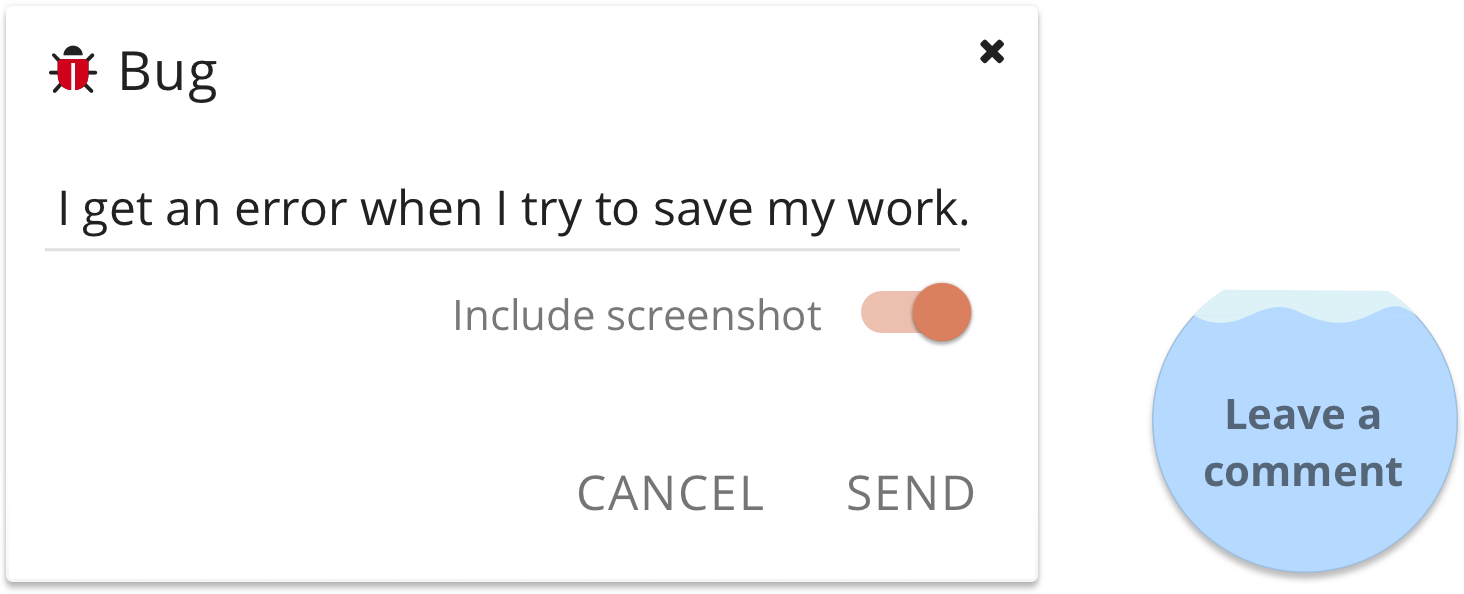 Bug
I get an error when I try to save my work.
Include screenshot
CANCEL SEND
Leave a
comment